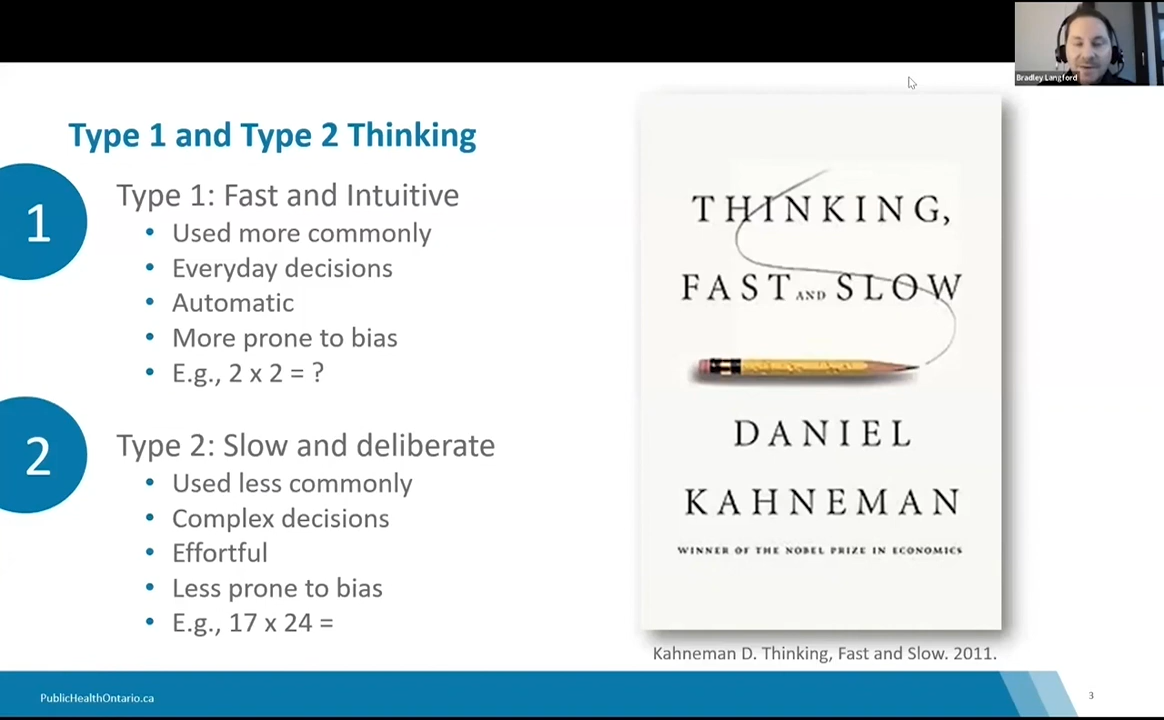 Bradley Langford
Type 1 and Type 2 Thinking
1
Type 1: Fast and Intuitive
• Used more commonly
• Everyday decisions
• Automatic
• More prone to bias
• E.g., 2 x 2 = ?
2
Type 2: Slow and deliberate
• Used less commonly
• Complex decisions
• Effortful
• Less prone to bias
• E.g., 17 x 24 =
THINKING,
FAST AND SLOW
DANIEL
KAHNEMAN
WINNER OF THE NOBEL PRIZE IN ECONOMICS
Kahneman D. Thinking, Fast and Slow. 2011.
PublicHealthOntario.ca
3